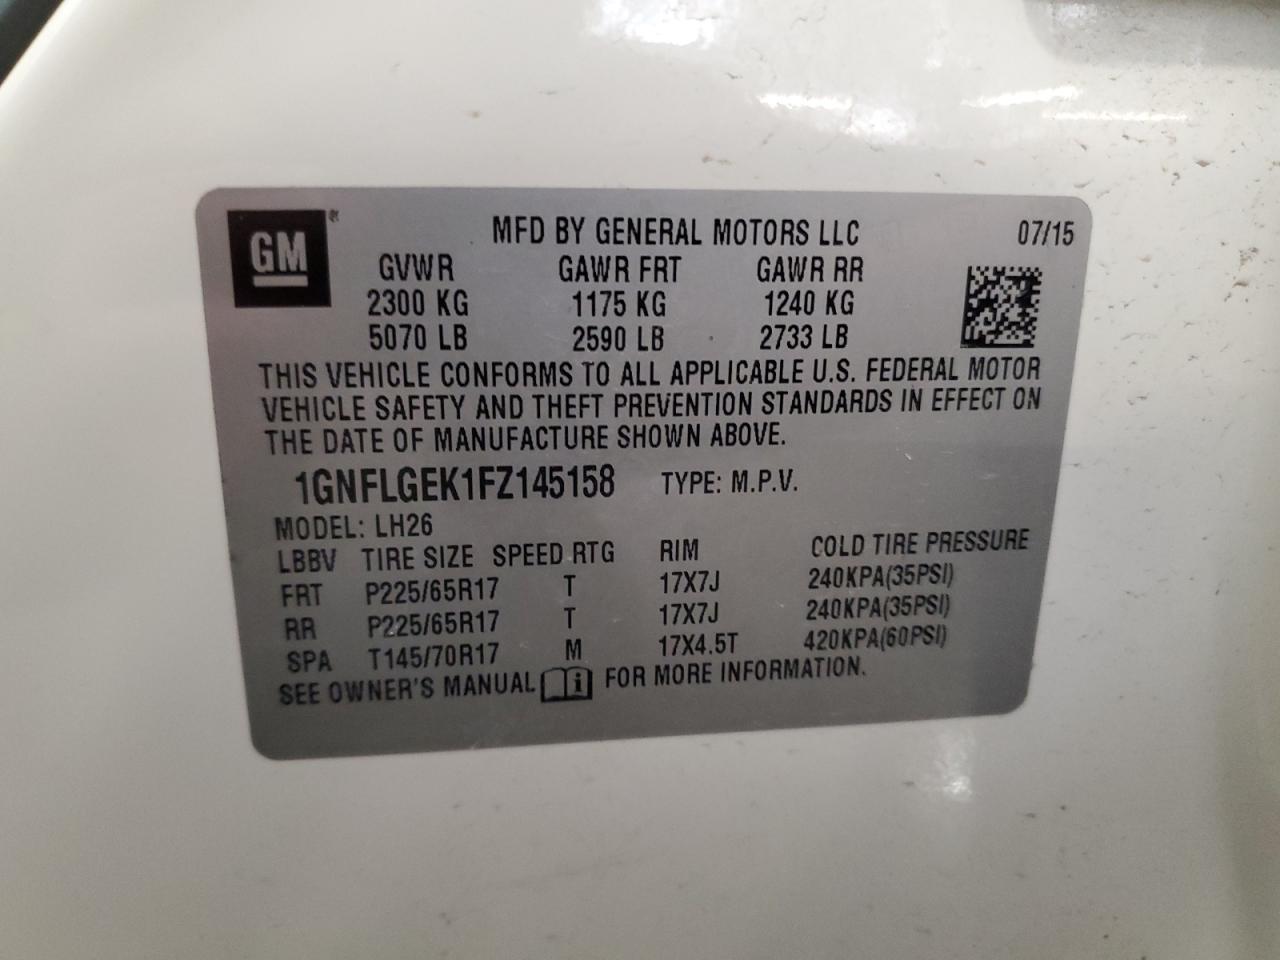 GM ®
MFD BY GENERAL MOTORS LLC 07/15
GVWR GAWR FRT GAWR RR
2300 KG 1175 KG 1240 KG
5070 LB 2590 LB 2733 LB
THIS VEHICLE CONFORMS TO ALL APPLICABLE U.S. FEDERAL MOTOR
VEHICLE SAFETY AND THEFT PREVENTION STANDARDS IN EFFECT ON
THE DATE OF MANUFACTURE SHOWN ABOVE.
1GNFLGEK1FZ145158 TYPE: M.P.V.
MODEL: LH26
LBBV TIRE SIZE SPEED RTG RIM COLD TIRE PRESSURE
FRT P225/65R17 T 17X7J 240KPA(35PSI)
RR P225/65R17 T 17X7J 240KPA(35PSI)
SPA T145/70R17 M 17X4.5T 420KPA(60PSI)
SEE OWNER'S MANUAL i FOR MORE INFORMATION.